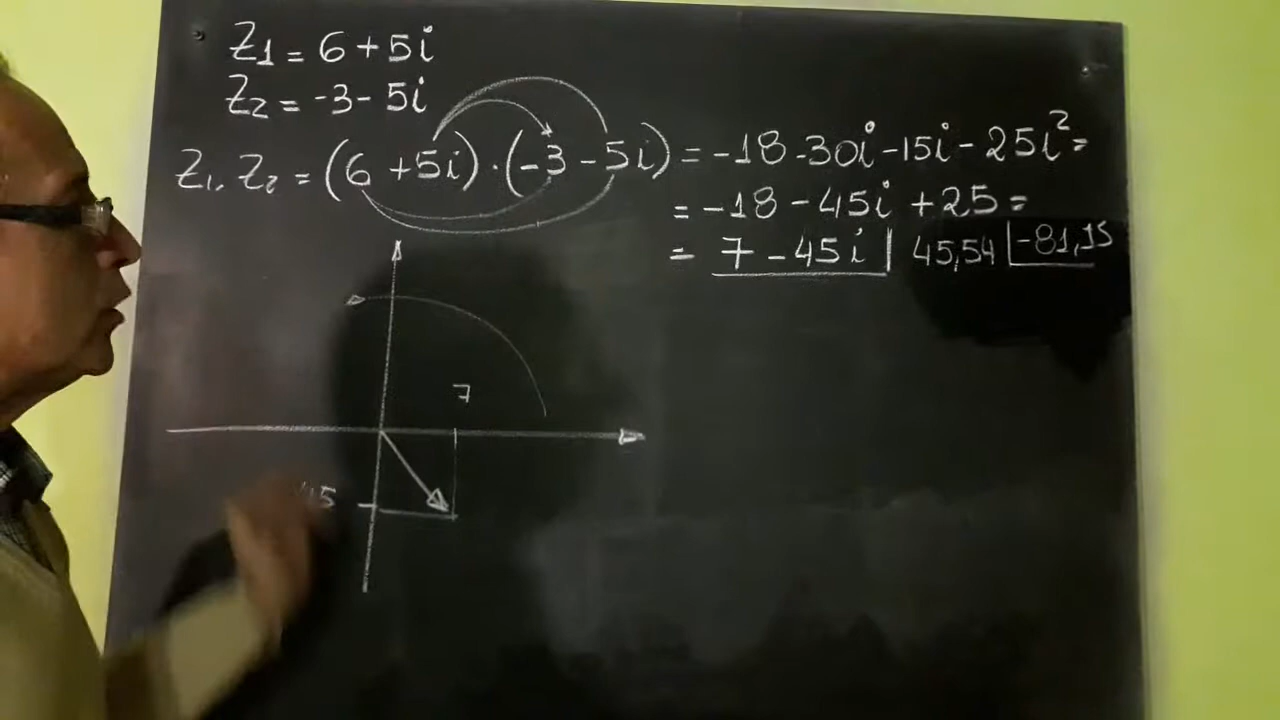 Z1 = 6 + 5i
Z2 = -3 - 5i
Z1 . Z2 = (6 + 5i) . (-3 - 5i) = -18 - 30i - 15i - 25i² =
= -18 - 45i + 25 =
= 7 - 45i 45,54 -81,15
7